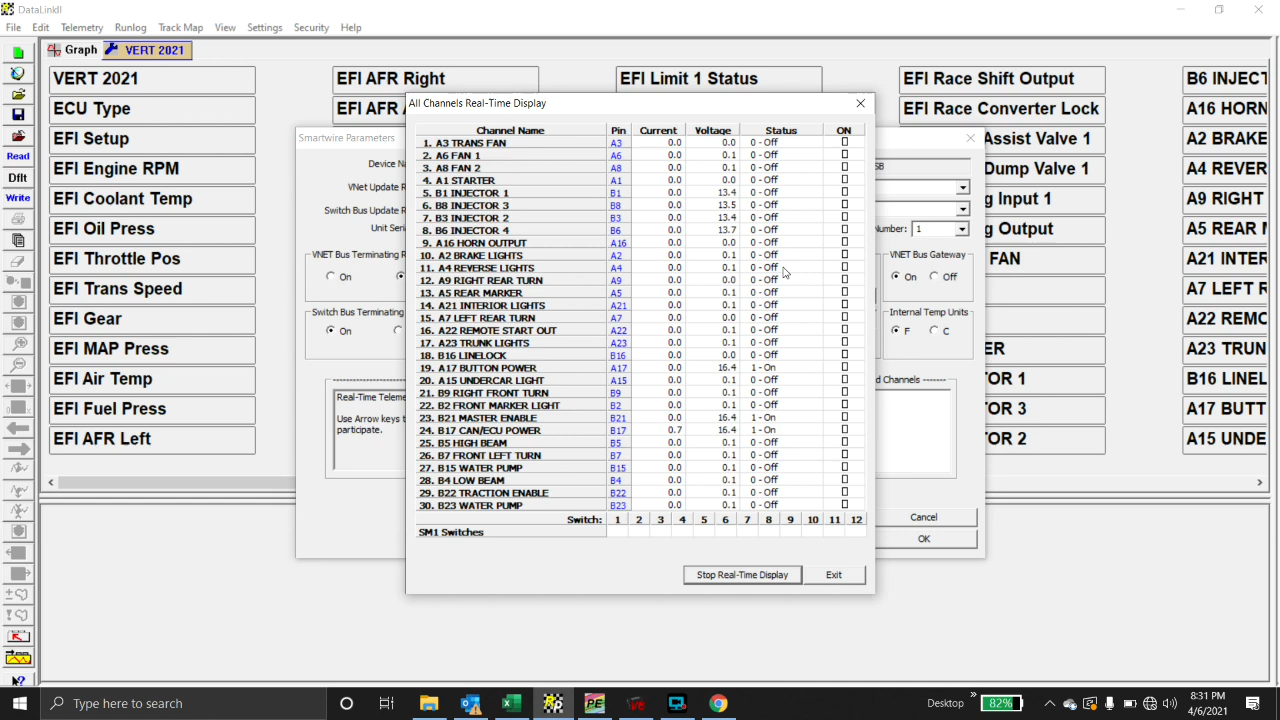 DataLinkII
File Edit Telemetry Runlog Track Map View Settings Security Help
Graph VERT 2021
Read
Dflt
Write
VERT 2021
ECU Type
EFI Setup
EFI Engine RPM
EFI Coolant Temp
EFI Oil Press
EFI Throttle Pos
EFI Trans Speed
EFI Gear
EFI MAP Press
EFI Air Temp
EFI Fuel Press
EFI AFR Left
EFI AFR Right
EFI AFR
EFI Limit 1 Status
EFI Race Shift Output
EFI Race Converter Lock
Assist Valve 1
Dump Valve 1
g Input 1
g Output
FAN
ER
OR 1
OR 3
OR 2
B6 INJECT
A16 HORN
A2 BRAKE
A4 REVER
A9 RIGHT
A5 REAR M
A21 INTER
A7 LEFT R
A22 REMO
A23 TRUN
B16 LINEL
A17 BUTT
A15 UNDE
Smartwire Parameters
Device Na
VNet Update R
Switch Bus Update R
Unit Seria
Number: 1
VNET Bus Terminating R
On
Switch Bus Terminating
On
VNET Bus Gateway
On Off
Internal Temp Units
F C
Real-Time Teleme
Use Arrow keys t
participate.
d Channels -------
Cancel
OK
All Channels Real-Time Display
Channel Name Pin Current Voltage Status ON
1. A3 TRANS FAN A3 0.0 0.0 0 - Off
2. A6 FAN 1 A6 0.0 0.1 0 - Off
3. A8 FAN 2 A8 0.0 0.1 0 - Off
4. A1 STARTER A1 0.0 0.1 0 - Off
5. B1 INJECTOR 1 B1 0.0 13.4 0 - Off
6. B8 INJECTOR 3 B8 0.0 13.5 0 - Off
7. B3 INJECTOR 2 B3 0.0 13.4 0 - Off
8. B6 INJECTOR 4 B6 0.0 13.7 0 - Off
9. A16 HORN OUTPUT A16 0.0 0.0 0 - Off
10. A2 BRAKE LIGHTS A2 0.0 0.1 0 - Off
11. A4 REVERSE LIGHTS A4 0.0 0.1 0 - Off
12. A9 RIGHT REAR TURN A9 0.0 0.1 0 - Off
13. A5 REAR MARKER A5 0.0 0.1 0 - Off
14. A21 INTERIOR LIGHTS A21 0.0 0.1 0 - Off
15. A7 LEFT REAR TURN A7 0.0 0.1 0 - Off
16. A22 REMOTE START OUT A22 0.0 0.1 0 - Off
17. A23 TRUNK LIGHTS A23 0.0 0.1 0 - Off
18. B16 LINELOCK B16 0.0 0.0 0 - Off
19. A17 BUTTON POWER A17 0.0 16.4 1 - On
20. A15 UNDERCAR LIGHT A15 0.0 0.1 0 - Off
21. B9 RIGHT FRONT TURN B9 0.0 0.1 0 - Off
22. B2 FRONT MARKER LIGHT B2 0.0 0.1 0 - Off
23. B21 MASTER ENABLE B21 0.0 16.4 1 - On
24. B17 CAN/ECU POWER B17 0.7 16.4 1 - On
25. B5 HIGH BEAM B5 0.0 0.1 0 - Off
26. B7 FRONT LEFT TURN B7 0.0 0.1 0 - Off
27. B15 WATER PUMP B15 0.0 0.1 0 - Off
28. B4 LOW BEAM B4 0.0 0.1 0 - Off
29. B22 TRACTION ENABLE B22 0.0 0.1 0 - Off
30. B23 WATER PUMP B23 0.0 0.1 0 - Off
Switch: 1 2 3 4 5 6 7 8 9 10 11 12
SM1 Switches
Stop Real-Time Display Exit
Type here to search
Desktop
82%
8:31 PM
4/6/2021